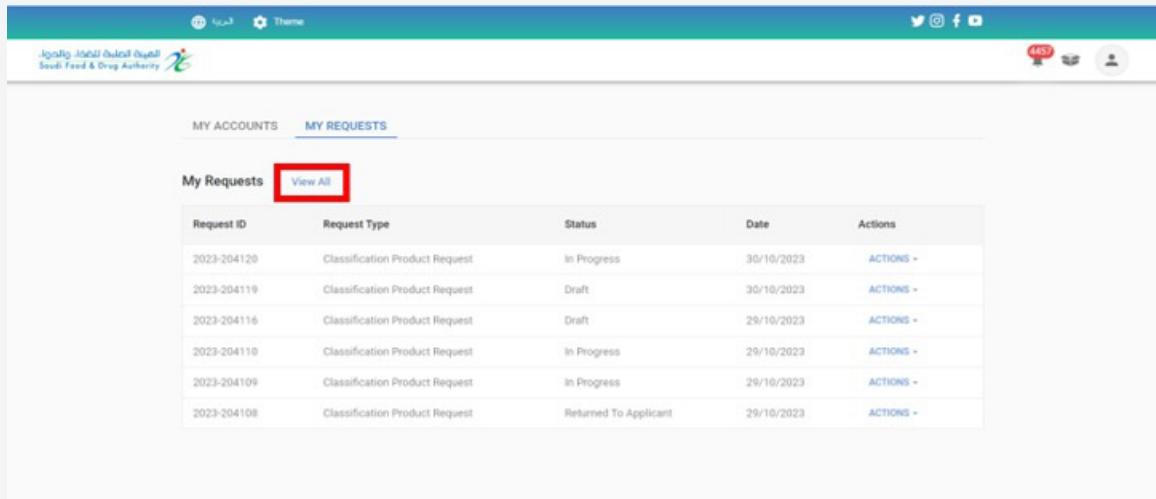 العربية Theme
الهيئة العامة للغذاء والدواء
Saudi Food & Drug Authority
4457
MY ACCOUNTS MY REQUESTS
My Requests View All
Request ID Request Type Status Date Actions
2023-204120 Classification Product Request In Progress 30/10/2023 ACTIONS
2023-204119 Classification Product Request Draft 30/10/2023 ACTIONS
2023-204116 Classification Product Request Draft 29/10/2023 ACTIONS
2023-204110 Classification Product Request In Progress 29/10/2023 ACTIONS
2023-204109 Classification Product Request In Progress 29/10/2023 ACTIONS
2023-204108 Classification Product Request Returned To Applicant 29/10/2023 ACTIONS